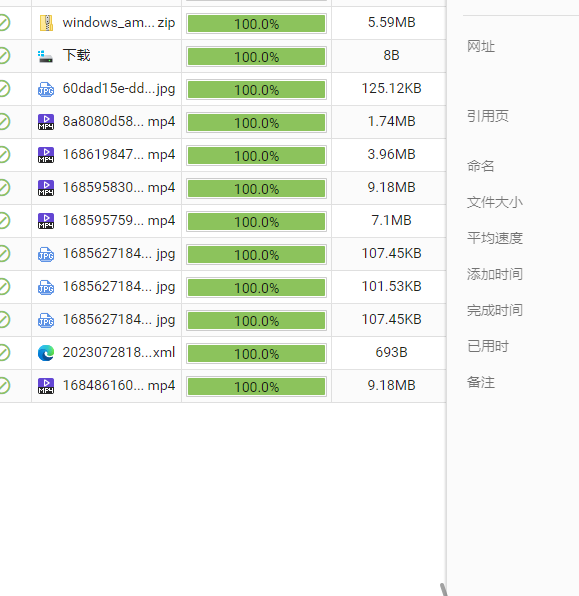 windows_am... zip 100.0% 5.59MB
下载 100.0% 8B
60dad15e-dd...jpg 100.0% 125.12KB
8a8080d58... mp4 100.0% 1.74MB
168619847... mp4 100.0% 3.96MB
168595830... mp4 100.0% 9.18MB
168595759... mp4 100.0% 7.1MB
1685627184... jpg 100.0% 107.45KB
1685627184... jpg 100.0% 101.53KB
1685627184... jpg 100.0% 107.45KB
2023072818...xml 100.0% 693B
168486160... mp4 100.0% 9.18MB
网址
引用页
命名
文件大小
平均速度
添加时间
完成时间
已用时
备注